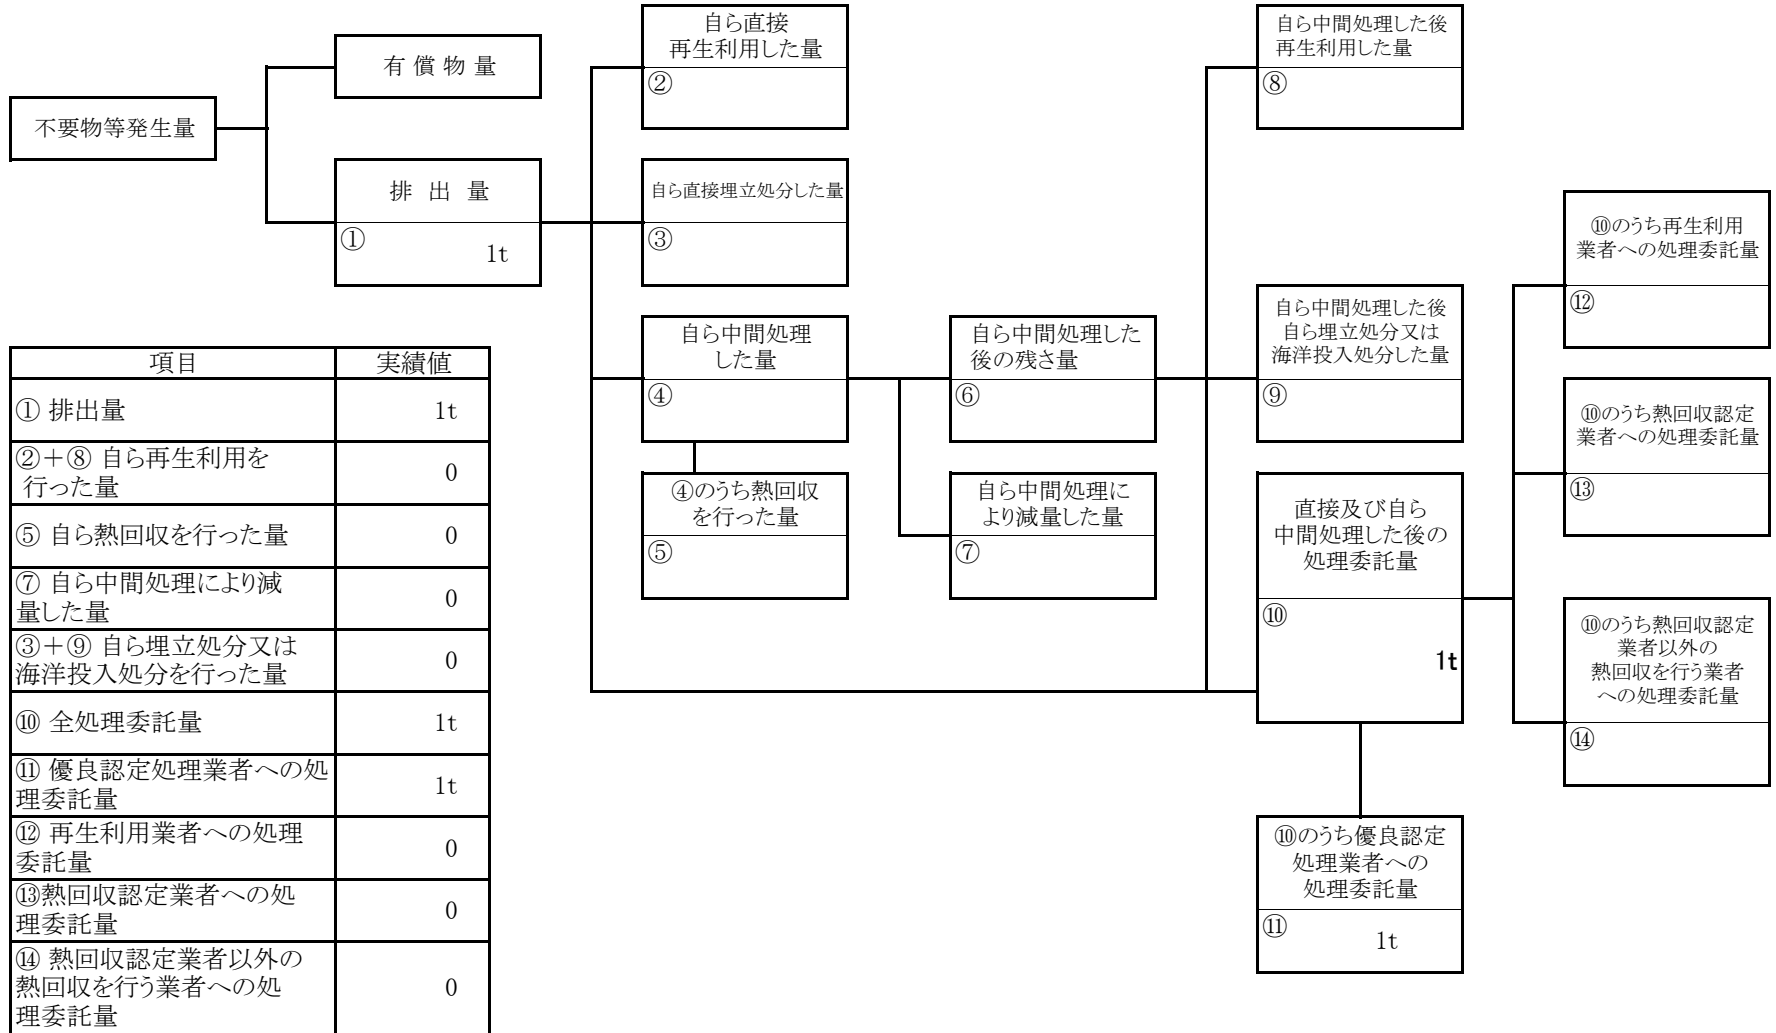 不要物等発生量
有 償 物 量
排 出 量
①
1t
自ら直接
再生利用した量
②
自ら直接埋立処分した量
③
自ら中間処理
した量
④
④のうち熱回収
を行った量
⑤
自ら中間処理した
後の残さ量
⑥
自ら中間処理に
より減量した量
⑦
自ら中間処理した後
再生利用した量
⑧
自ら中間処理した後
自ら埋立処分又は
海洋投入処分した量
⑨
直接及び自ら
中間処理した後の
処理委託量
⑩
1t
⑩のうち優良認定
処理業者への
処理委託量
⑪
1t
⑩のうち再生利用
業者への処理委託量
⑫
⑩のうち熱回収認定
業者への処理委託量
⑬
⑩のうち熱回収認定
業者以外の
熱回収を行う業者
への処理委託量
⑭
項目 実績値
① 排出量 1t
②+⑧ 自ら再生利用を
行った量 0
⑤ 自ら熱回収を行った量 0
⑦ 自ら中間処理により減
量した量 0
③+⑨ 自ら埋立処分又は
海洋投入処分を行った量 0
⑩ 全処理委託量 1t
⑪ 優良認定処理業者への処
理委託量 1t
⑫ 再生利用業者への処理
委託量 0
⑬熱回収認定業者への処
理委託量 0
⑭ 熱回収認定業者以外の
熱回収を行う業者への処
理委託量 0